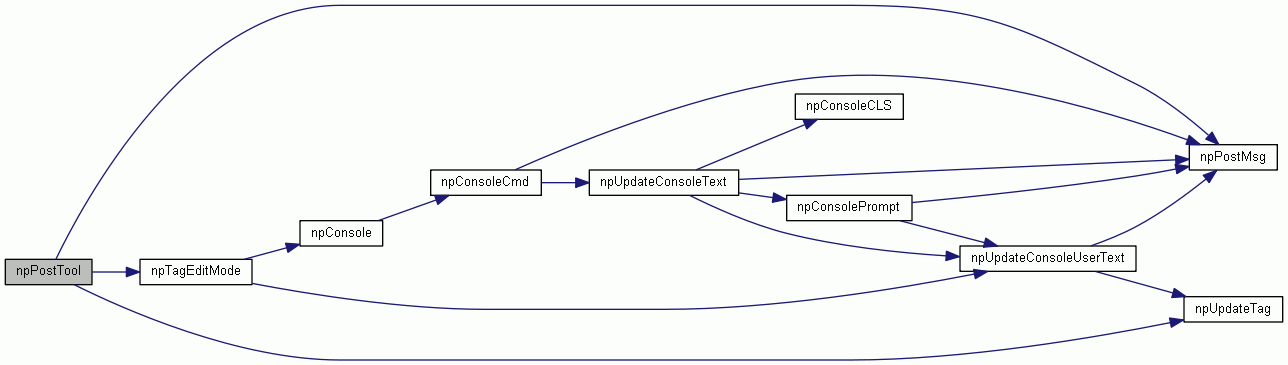 npPostTool
npTagEditMode
npConsole
npConsoleCmd
npUpdateConsoleText
npConsoleCLS
npConsolePrompt
npUpdateConsoleUserText
npPostMsg
npUpdateTag